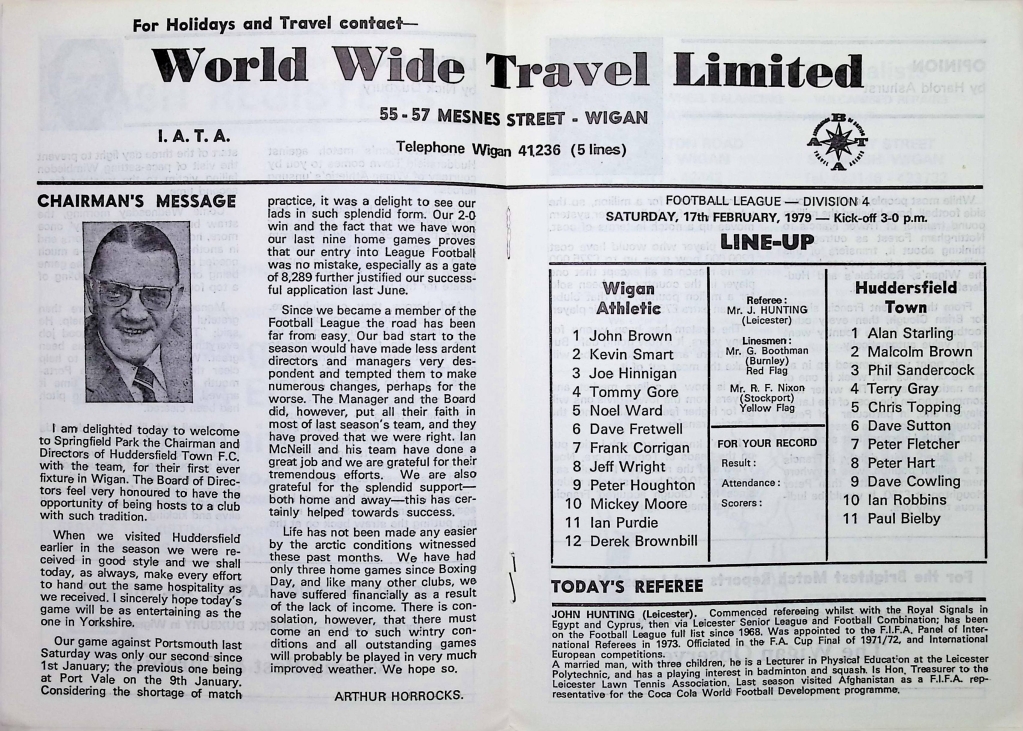 For Holidays and Travel contact—
World Wide Travel Limited
55 - 57 MESNES STREET - WIGAN
I. A. T. A.
Telephone Wigan 41236 (5 lines)
A B T A
CHAIRMAN'S MESSAGE
I am delighted today to welcome
to Springfield Park the Chairman and
Directors of Huddersfield Town F.C.
with the team, for their first ever
fixture in Wigan. The Board of Direc-
tors feel very honoured to have the
opportunity of being hosts to a club
with such tradition.
When we visited Huddersfield
earlier in the season we were re-
ceived in good style and we shall
today, as always, make every effort
to hand out the same hospitality as
we received. I sincerely hope today's
game will be as entertaining as the
one in Yorkshire.
Our game against Portsmouth last
Saturday was only our second since
1st January; the previous one being
at Port Vale on the 9th January.
Considering the shortage of match
practice, it was a delight to see our
lads in such splendid form. Our 2-0
win and the fact that we have won
our last nine home games proves
that our entry into League Football
was no mistake, especially as a gate
of 8,289 further justified our success-
ful application last June.
Since we became a member of the
Football League the road has been
far from easy. Our bad start to the
season would have made less ardent
directors and managers very des-
pondent and tempted them to make
numerous changes, perhaps for the
worse. The Manager and the Board
did, however, put all their faith in
most of last season's team, and they
have proved that we were right. Ian
McNeill and his team have done a
great job and we are grateful for their
tremendous efforts. We are also
grateful for the splendid support—
both home and away—this has cer-
tainly helped towards success.
Life has not been made any easier
by the arctic conditions witnessed
these past months. We have had
only three home games since Boxing
Day, and like many other clubs, we
have suffered financially as a result
of the lack of income. There is con-
solation, however, that there must
come an end to such wintry con-
ditions and all outstanding games
will probably be played in very much
improved weather. We hope so.
ARTHUR HORROCKS.
FOOTBALL LEAGUE — DIVISION 4
SATURDAY, 17th FEBRUARY, 1979 — Kick-off 3-0 p.m.
LINE-UP
Wigan
Athletic
1 John Brown
2 Kevin Smart
3 Joe Hinnigan
4 Tommy Gore
5 Noel Ward
6 Dave Fretwell
7 Frank Corrigan
8 Jeff Wright
9 Peter Houghton
10 Mickey Moore
11 Ian Purdie
12 Derek Brownbill
Referee:
Mr. J. HUNTING
(Leicester)
Linesmen:
Mr. G. Boothman
(Burnley)
Red Flag
Mr. R. F. Nixon
(Stockport)
Yellow Flag
FOR YOUR RECORD
Result:
Attendance:
Scorers:
Huddersfield
Town
1 Alan Starling
2 Malcolm Brown
3 Phil Sandercock
4 Terry Gray
5 Chris Topping
6 Dave Sutton
7 Peter Fletcher
8 Peter Hart
9 Dave Cowling
10 Ian Robbins
11 Paul Bielby
TODAY'S REFEREE
JOHN HUNTING (Leicester). Commenced refereeing whilst with the Royal Signals in
Egypt and Cyprus, then via Leicester Senior League and Football Combination; has been
on the Football League full list since 1968. Was appointed to the F.I.F.A. Panel of Inter-
national Referees in 1973. Officiated in the F.A. Cup Final of 1971/72, and International
European competitions.
A married man, with three children, he is a Lecturer in Physical Education at the Leicester
Polytechnic, and has a playing interest in badminton and squash. Is Hon. Treasurer to the
Leicester Lawn Tennis Association. Last season visited Afghanistan as a F.I.F.A. rep-
resentative for the Coca Cola World Football Development programme.